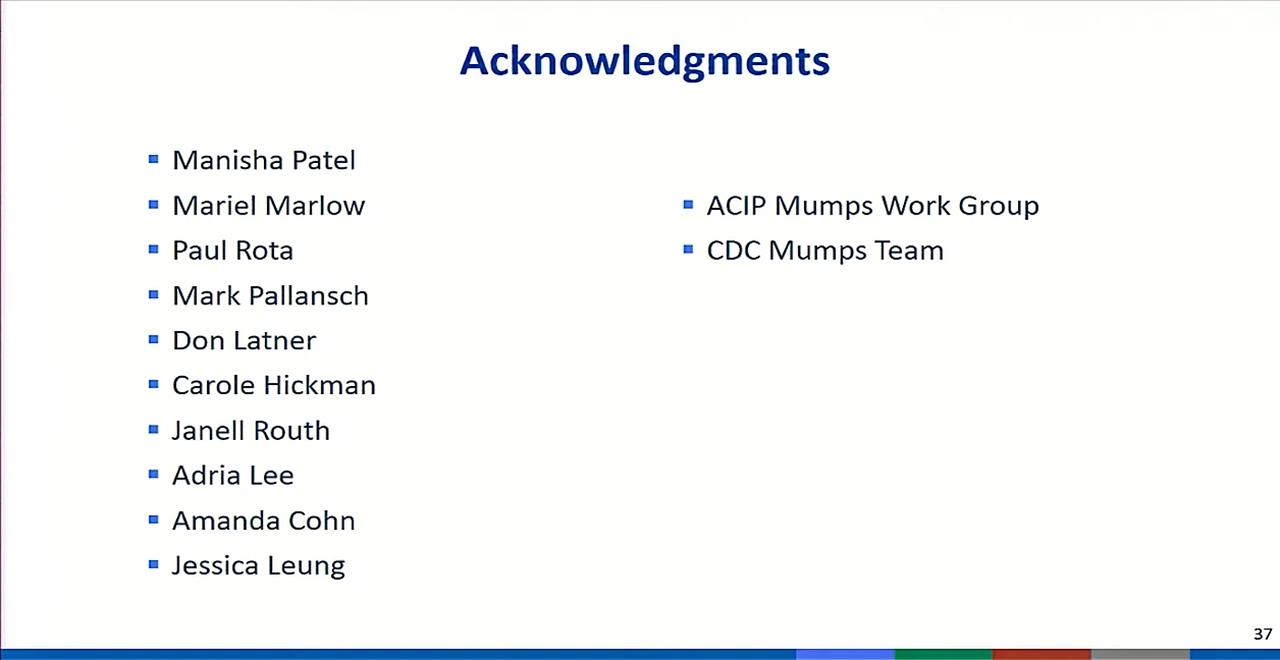 Acknowledgments
Manisha Patel
Mariel Marlow
Paul Rota
Mark Pallansch
Don Latner
Carole Hickman
Janell Routh
Adria Lee
Amanda Cohn
Jessica Leung
ACIP Mumps Work Group
CDC Mumps Team
37